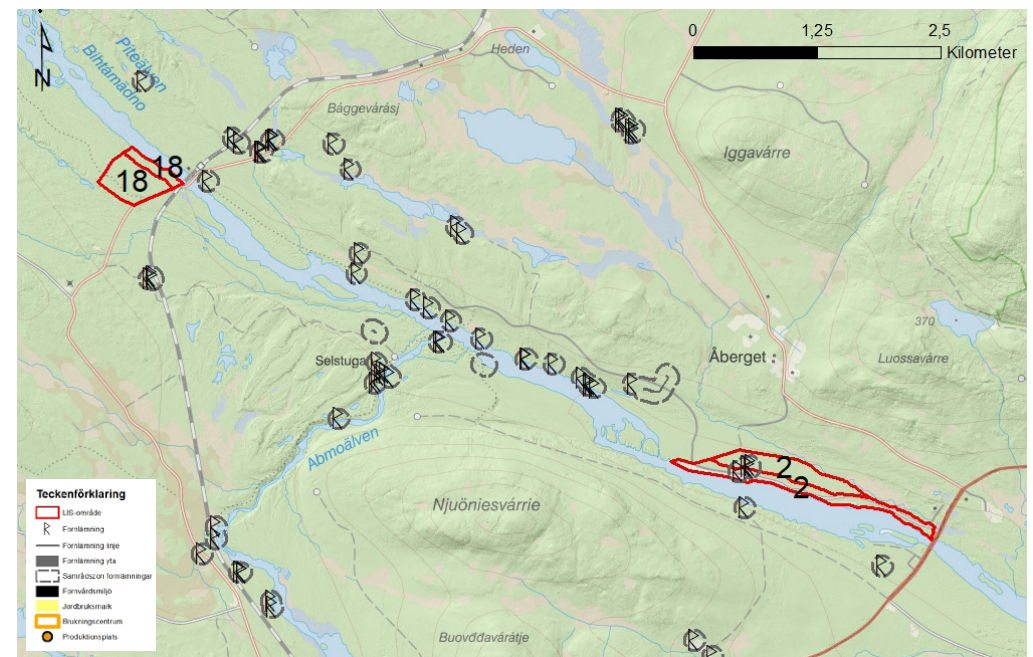 0 1,25 2,5
Kilometer
N
Piteälven
Bihtámädno
Heden
Bággevárásj
Iggavárre
18
18
370
Luossavárre
Åberget
Selstuga
Abmoälven
2
2
Njuöniesvárrie
Buovđđavárátje
Teckenförklaring
LIS-område
Fornlämning
Fornlämning linje
Fornlämning yta
Samrådszon fornlämningar
Fornvårdsmiljö
Jordbruksmark
Brukningscentrum
Produktionsplats